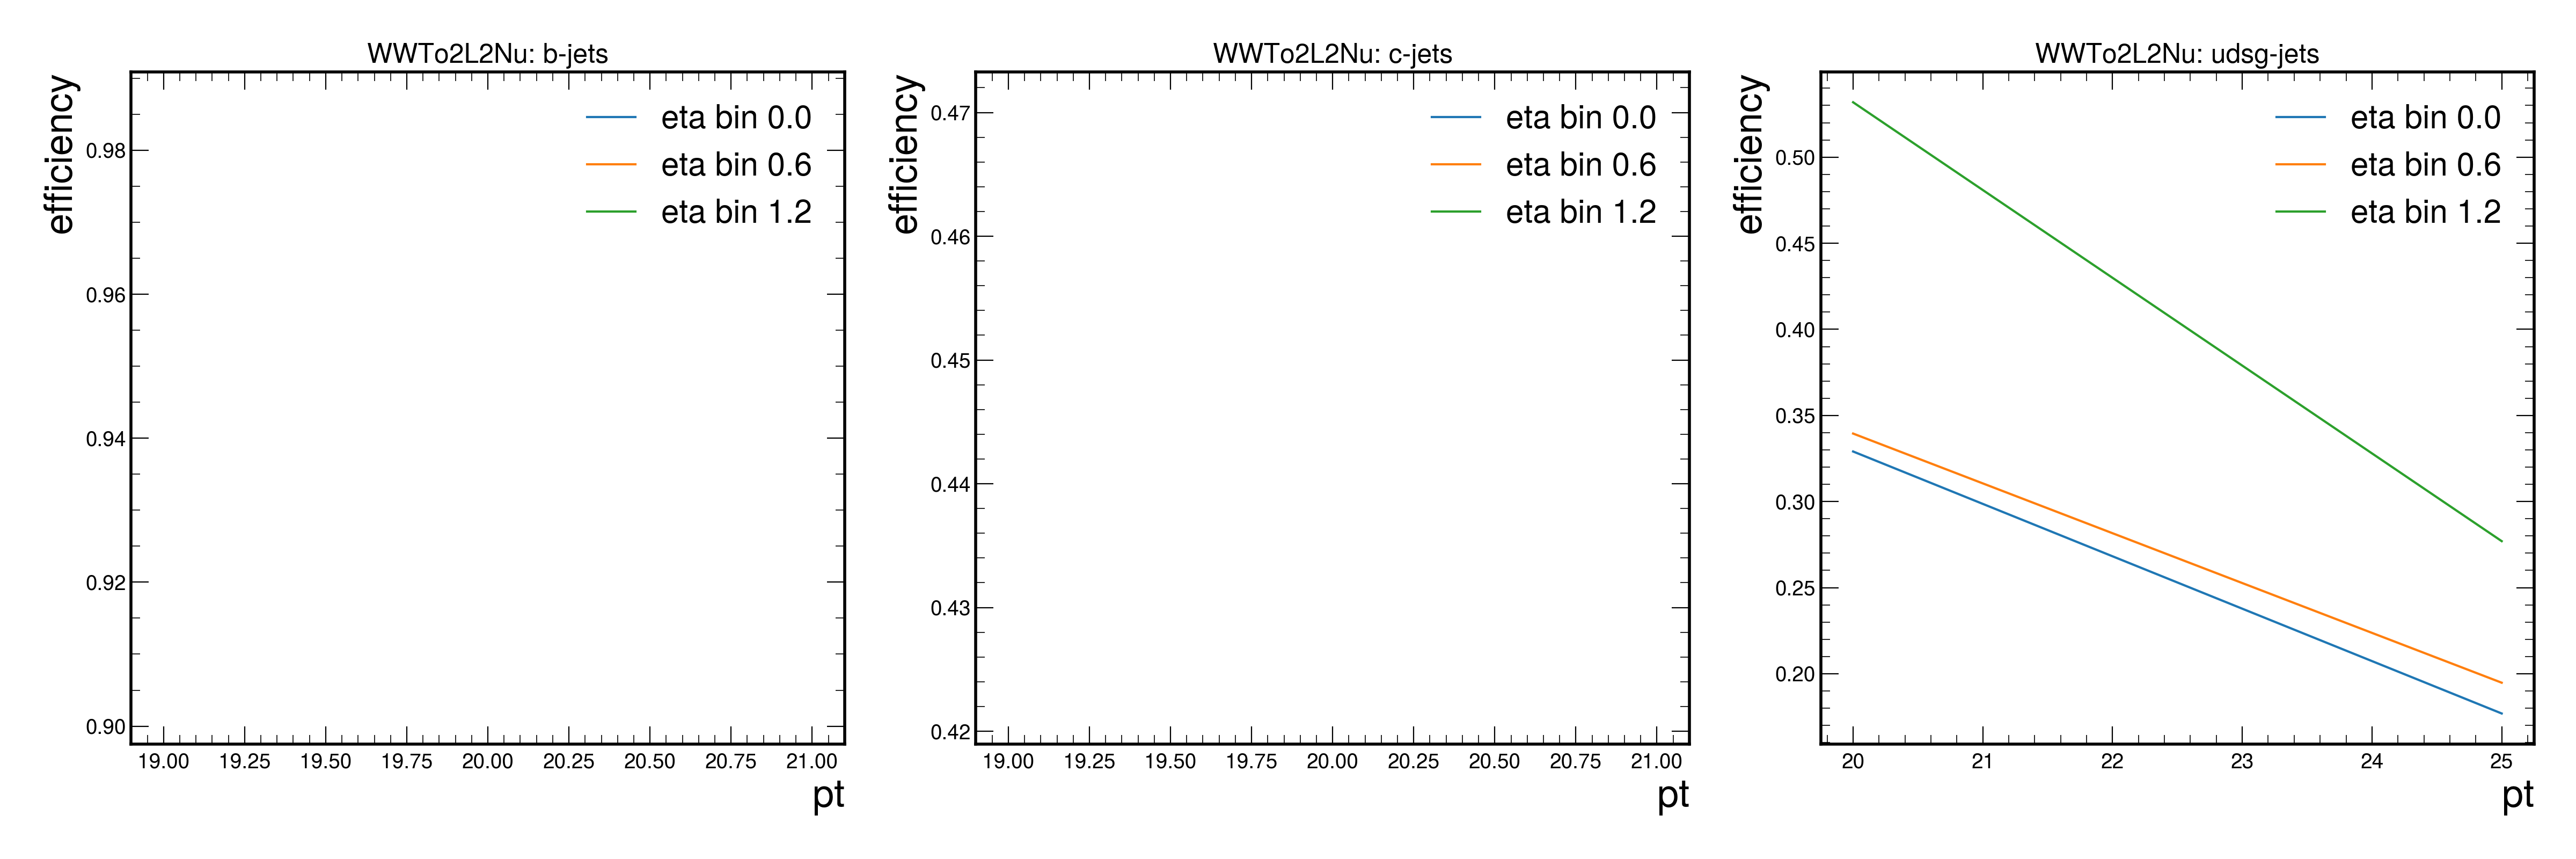 WWTo2L2Nu: b-jets
efficiency
eta bin 0.0
eta bin 0.6
eta bin 1.2
0.98
0.96
0.94
0.92
0.90
19.00 19.25 19.50 19.75 20.00 20.25 20.50 20.75 21.00
pt
WWTo2L2Nu: c-jets
efficiency
eta bin 0.0
eta bin 0.6
eta bin 1.2
0.47
0.46
0.45
0.44
0.43
0.42
19.00 19.25 19.50 19.75 20.00 20.25 20.50 20.75 21.00
pt
WWTo2L2Nu: udsg-jets
efficiency
eta bin 0.0
eta bin 0.6
eta bin 1.2
0.50
0.45
0.40
0.35
0.30
0.25
0.20
20 21 22 23 24 25
pt